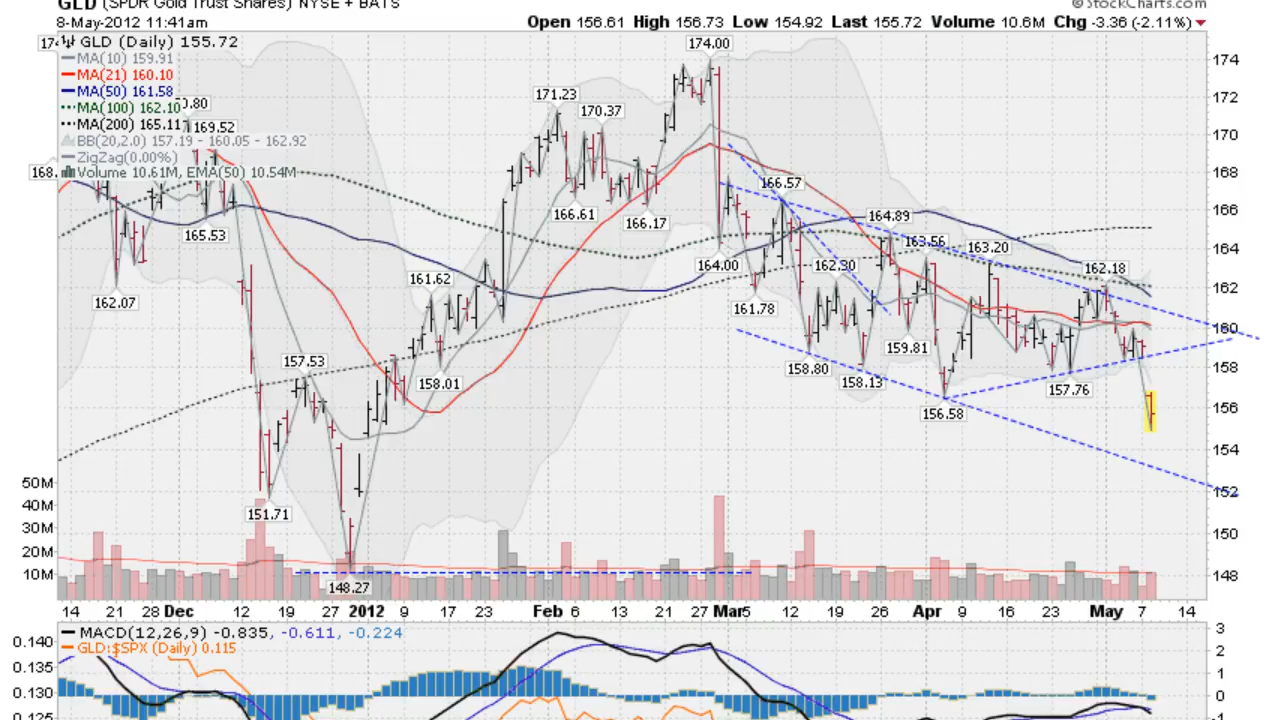 GLD (SPDR Gold Trust Shares) NYSE + BATS © StockCharts.com
8-May-2012 11:41am Open 156.61 High 156.73 Low 154.92 Last 155.72 Volume 10.6M Chg -3.36 (-2.11%)
GLD (Daily) 155.72
MA(10) 159.91
MA(21) 160.10
MA(50) 161.58
MA(100) 162.10
MA(200) 165.11
BB(20,2.0) 157.19 - 160.05 - 162.92
ZigZag(0.00%)
Volume 10.61M, EMA(50) 10.54M
174.00
171.23
170.37
169.52
168.
166.61
166.17
166.57
165.53
164.89
163.56
163.20
164.00
162.30
162.18
162.07
161.62
161.78
159.81
158.80
158.13
158.01
157.53
157.76
156.58
151.71
148.27
174
172
170
168
166
164
162
160
158
156
154
152
150
148
50M
40M
30M
20M
10M
14 21 28 Dec 12 19 27 2012 9 17 23 Feb 6 13 21 27 Mar 5 12 19 26 Apr 9 16 23 May 7 14
MACD(12,26,9) -0.835, -0.611, -0.224
GLD:$SPX (Daily) 0.115
0.140
0.135
0.130
0.125
3
2
1
0
-1